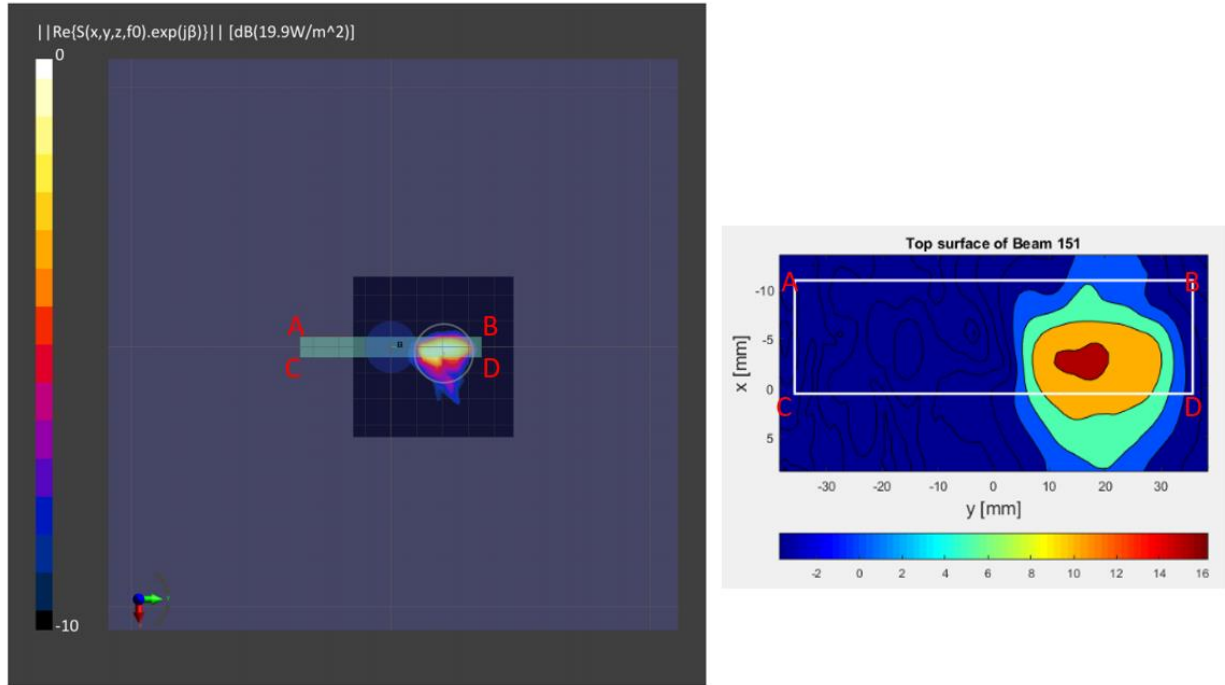 ||Re{S(x,y,z,f0).exp(jβ)}|| [dB(19.9W/m^2)]
0
A
B
C
D
-10
Top surface of Beam 151
A
B
-10
-5
x [mm]
0
C
D
5
-30 -20 -10 0 10 20 30
y [mm]
-2 0 2 4 6 8 10 12 14 16